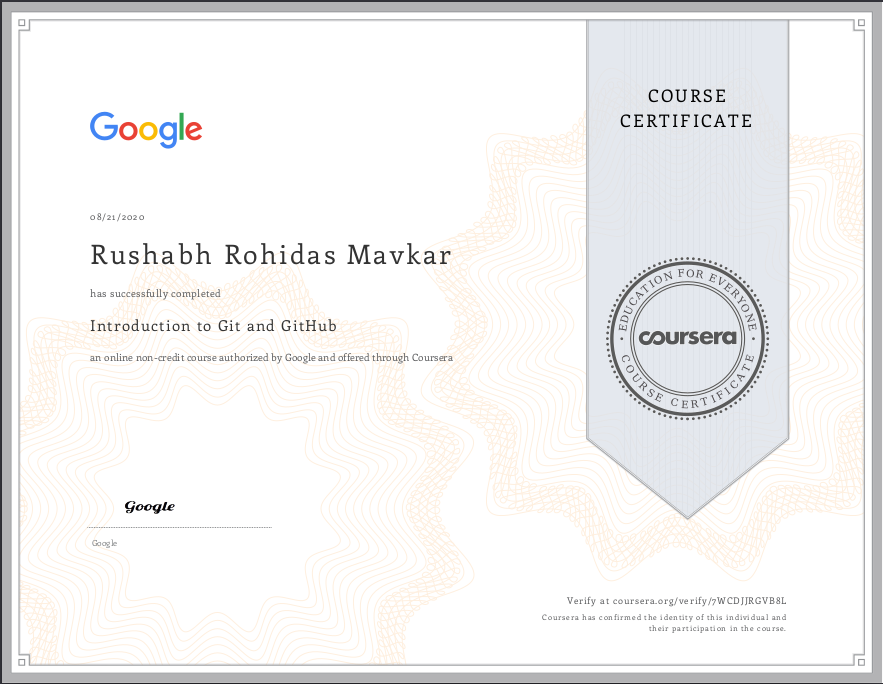 Google
COURSE
CERTIFICATE
08/21/2020
Rushabh Rohidas Mavkar
has successfully completed
Introduction to Git and GitHub
an online non-credit course authorized by Google and offered through Coursera
EDUCATION FOR EVERYONE
coursera
COURSE CERTIFICATE
Google
Google
Verify at coursera.org/verify/7WCDJJRGVB8L
Coursera has confirmed the identity of this individual and
their participation in the course.